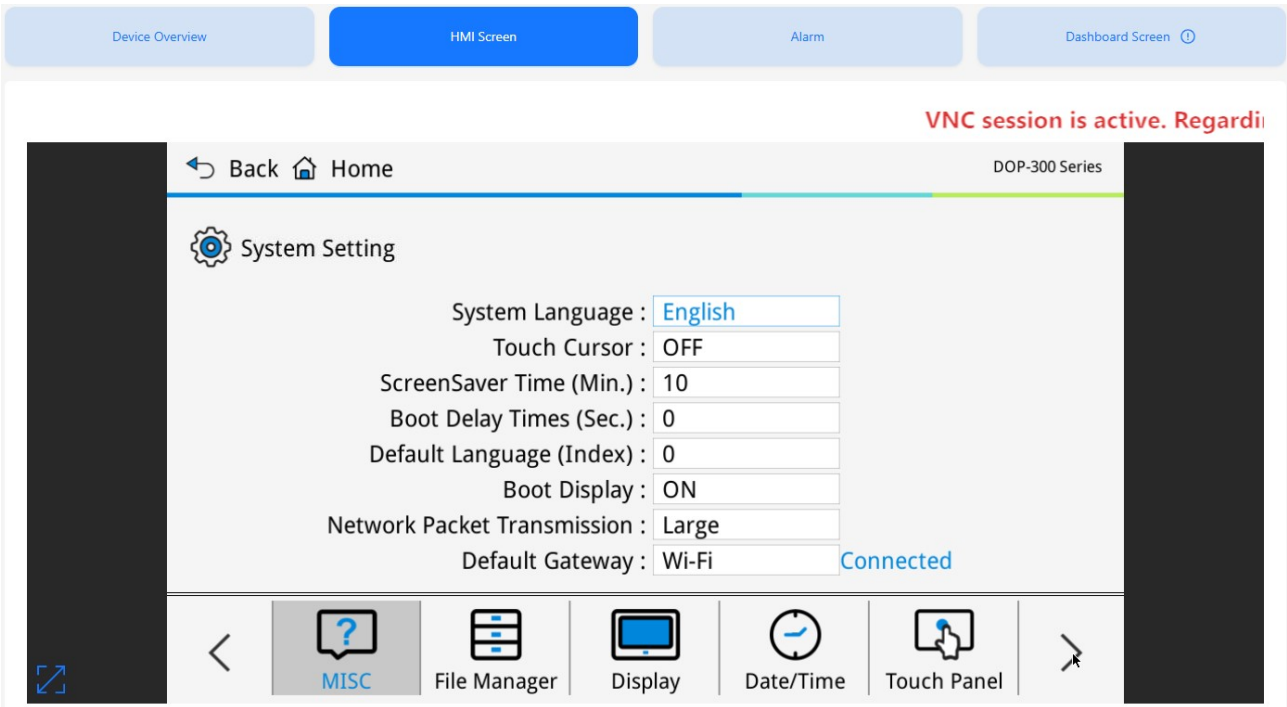 Device Overview HMI Screen Alarm Dashboard Screen
VNC session is active.
Back Home DOP-300 Series
System Setting
System Language : English
Touch Cursor : OFF
ScreenSaver Time (Min.) : 10
Boot Delay Times (Sec.) : 0
Default Language (Index) : 0
Boot Display : ON
Network Packet Transmission : Large
Default Gateway : Wi-Fi Connected
MISC File Manager Display Date/Time Touch Panel